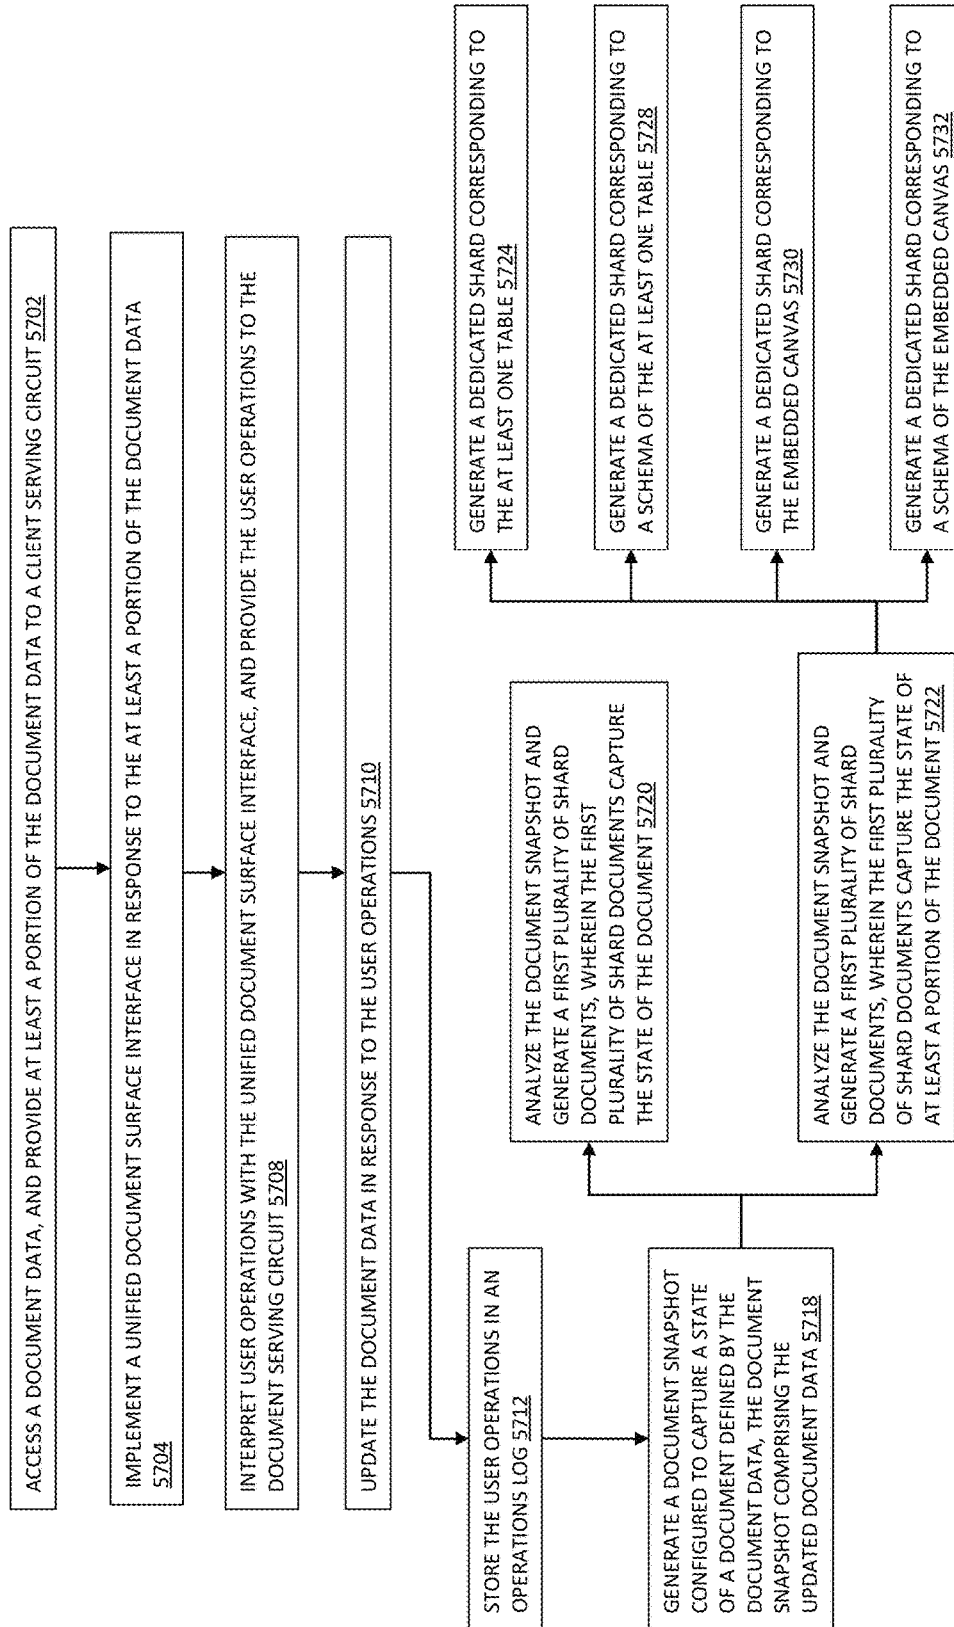 ACCESS A DOCUMENT DATA, AND PROVIDE AT LEAST A PORTION OF THE DOCUMENT DATA TO A CLIENT SERVING CIRCUIT 5702
IMPLEMENT A UNIFIED DOCUMENT SURFACE INTERFACE IN RESPONSE TO THE AT LEAST A PORTION OF THE DOCUMENT DATA
5704
INTERPRET USER OPERATIONS WITH THE UNIFIED DOCUMENT SURFACE INTERFACE, AND PROVIDE THE USER OPERATIONS TO THE
DOCUMENT SERVING CIRCUIT 5708
UPDATE THE DOCUMENT DATA IN RESPONSE TO THE USER OPERATIONS 5710
STORE THE USER OPERATIONS IN AN
OPERATIONS LOG 5712
GENERATE A DOCUMENT SNAPSHOT
CONFIGURED TO CAPTURE A STATE
OF A DOCUMENT DEFINED BY THE
DOCUMENT DATA, THE DOCUMENT
SNAPSHOT COMPRISING THE
UPDATED DOCUMENT DATA 5718
ANALYZE THE DOCUMENT SNAPSHOT AND
GENERATE A FIRST PLURALITY OF SHARD
DOCUMENTS, WHEREIN THE FIRST
PLURALITY OF SHARD DOCUMENTS CAPTURE
THE STATE OF THE DOCUMENT 5720
ANALYZE THE DOCUMENT SNAPSHOT AND
GENERATE A FIRST PLURALITY OF SHARD
DOCUMENTS, WHEREIN THE FIRST PLURALITY
OF SHARD DOCUMENTS CAPTURE THE STATE OF
AT LEAST A PORTION OF THE DOCUMENT 5722
GENERATE A DEDICATED SHARD CORRESPONDING TO
THE AT LEAST ONE TABLE 5724
GENERATE A DEDICATED SHARD CORRESPONDING TO
A SCHEMA OF THE AT LEAST ONE TABLE 5728
GENERATE A DEDICATED SHARD CORRESPONDING TO
THE EMBEDDED CANVAS 5730
GENERATE A DEDICATED SHARD CORRESPONDING TO
A SCHEMA OF THE EMBEDDED CANVAS 5732